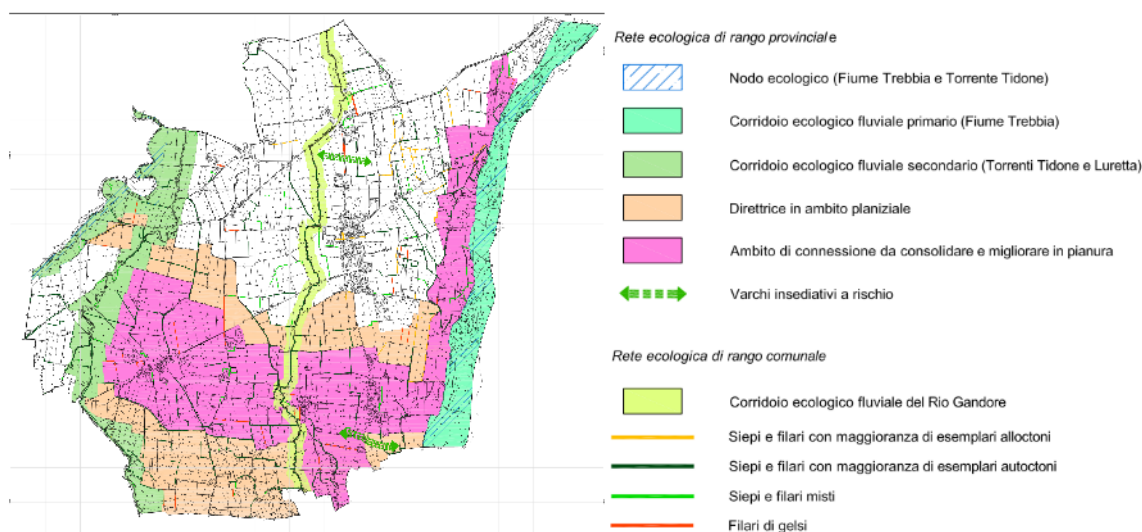 Rete ecologica di rango provinciale
Nodo ecologico (Fiume Trebbia e Torrente Tidone)
Corridoio ecologico fluviale primario (Fiume Trebbia)
Corridoio ecologico fluviale secondario (Torrenti Tidone e Luretta)
Direttrice in ambito planiziale
Ambito di connessione da consolidare e migliorare in pianura
Varchi insediativi a rischio
Rete ecologica di rango comunale
Corridoio ecologico fluviale del Rio Gandore
Siepi e filari con maggioranza di esemplari alloctoni
Siepi e filari con maggioranza di esemplari autoctoni
Siepi e filari misti
Filari di gelsi